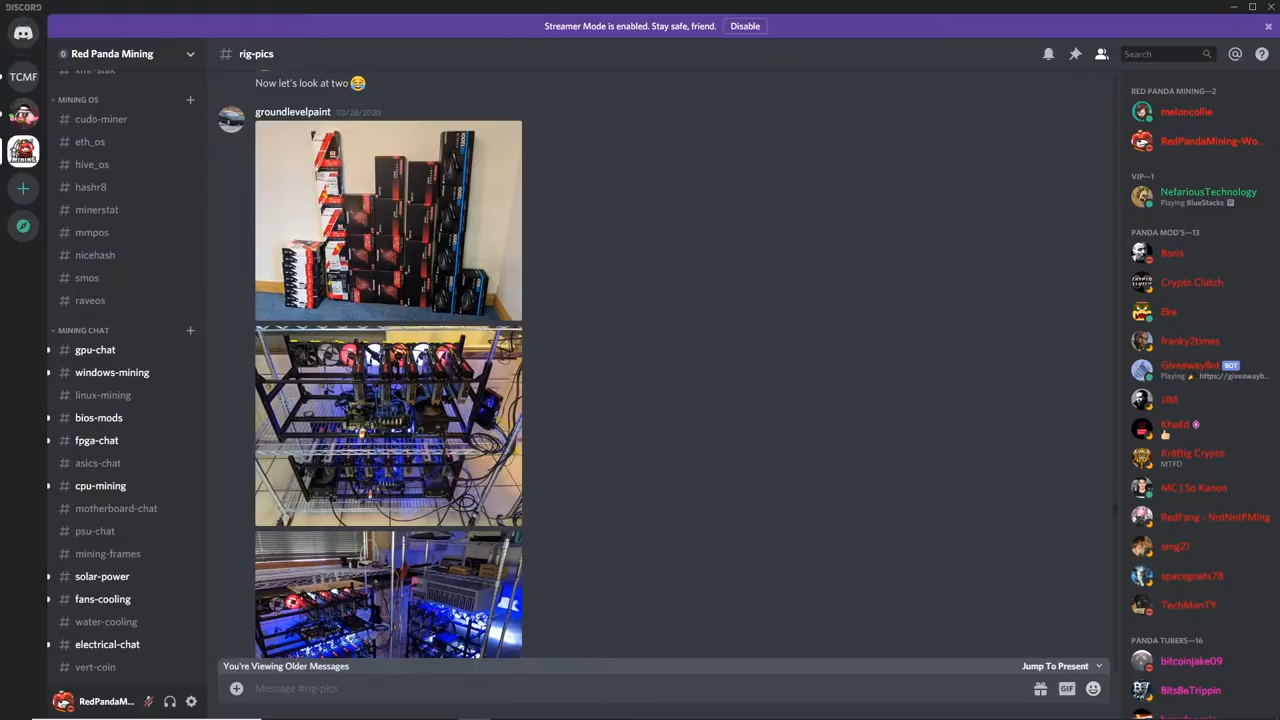 DISCORD
Streamer Mode is enabled. Stay safe, friend.
Disable
TCMF
Red Panda Mining
MINING OS
# cudo-miner
# eth_os
# hive_os
# hashr8
# minerstat
# mmpos
# nicehash
# smos
# raveos
MINING CHAT
# gpu-chat
# windows-mining
# linux-mining
# bios-mods
# fpga-chat
# asics-chat
# cpu-mining
# motherboard-chat
# psu-chat
# mining-frames
# solar-power
# fans-cooling
# water-cooling
# electrical-chat
# vert-coin
RedPandaM...
# rig-pics
Search
Now let's look at two
groundlevelpaint 03/28/2020
You're Viewing Older Messages
Jump To Present
Message #rig-pics
GIF
RED PANDA MINING—2
meloncollie
RedPandaMining-Wo...
VIP—1
NefariousTechnology
Playing BlueStacks
PANDA MOD'S—13
Boris
Crypto Clutch
Elre
franky2times
GiveawayBot BOT
Playing https://giveawayb...
JIM
Khalid
Kräftig Crypto
MTFD
MC | So Kanon
RedFang - NotNotPMing
smg21
spacegoats78
TechManTY
PANDA TUBERS—16
bitcoinjake09
BitsBeTrippin